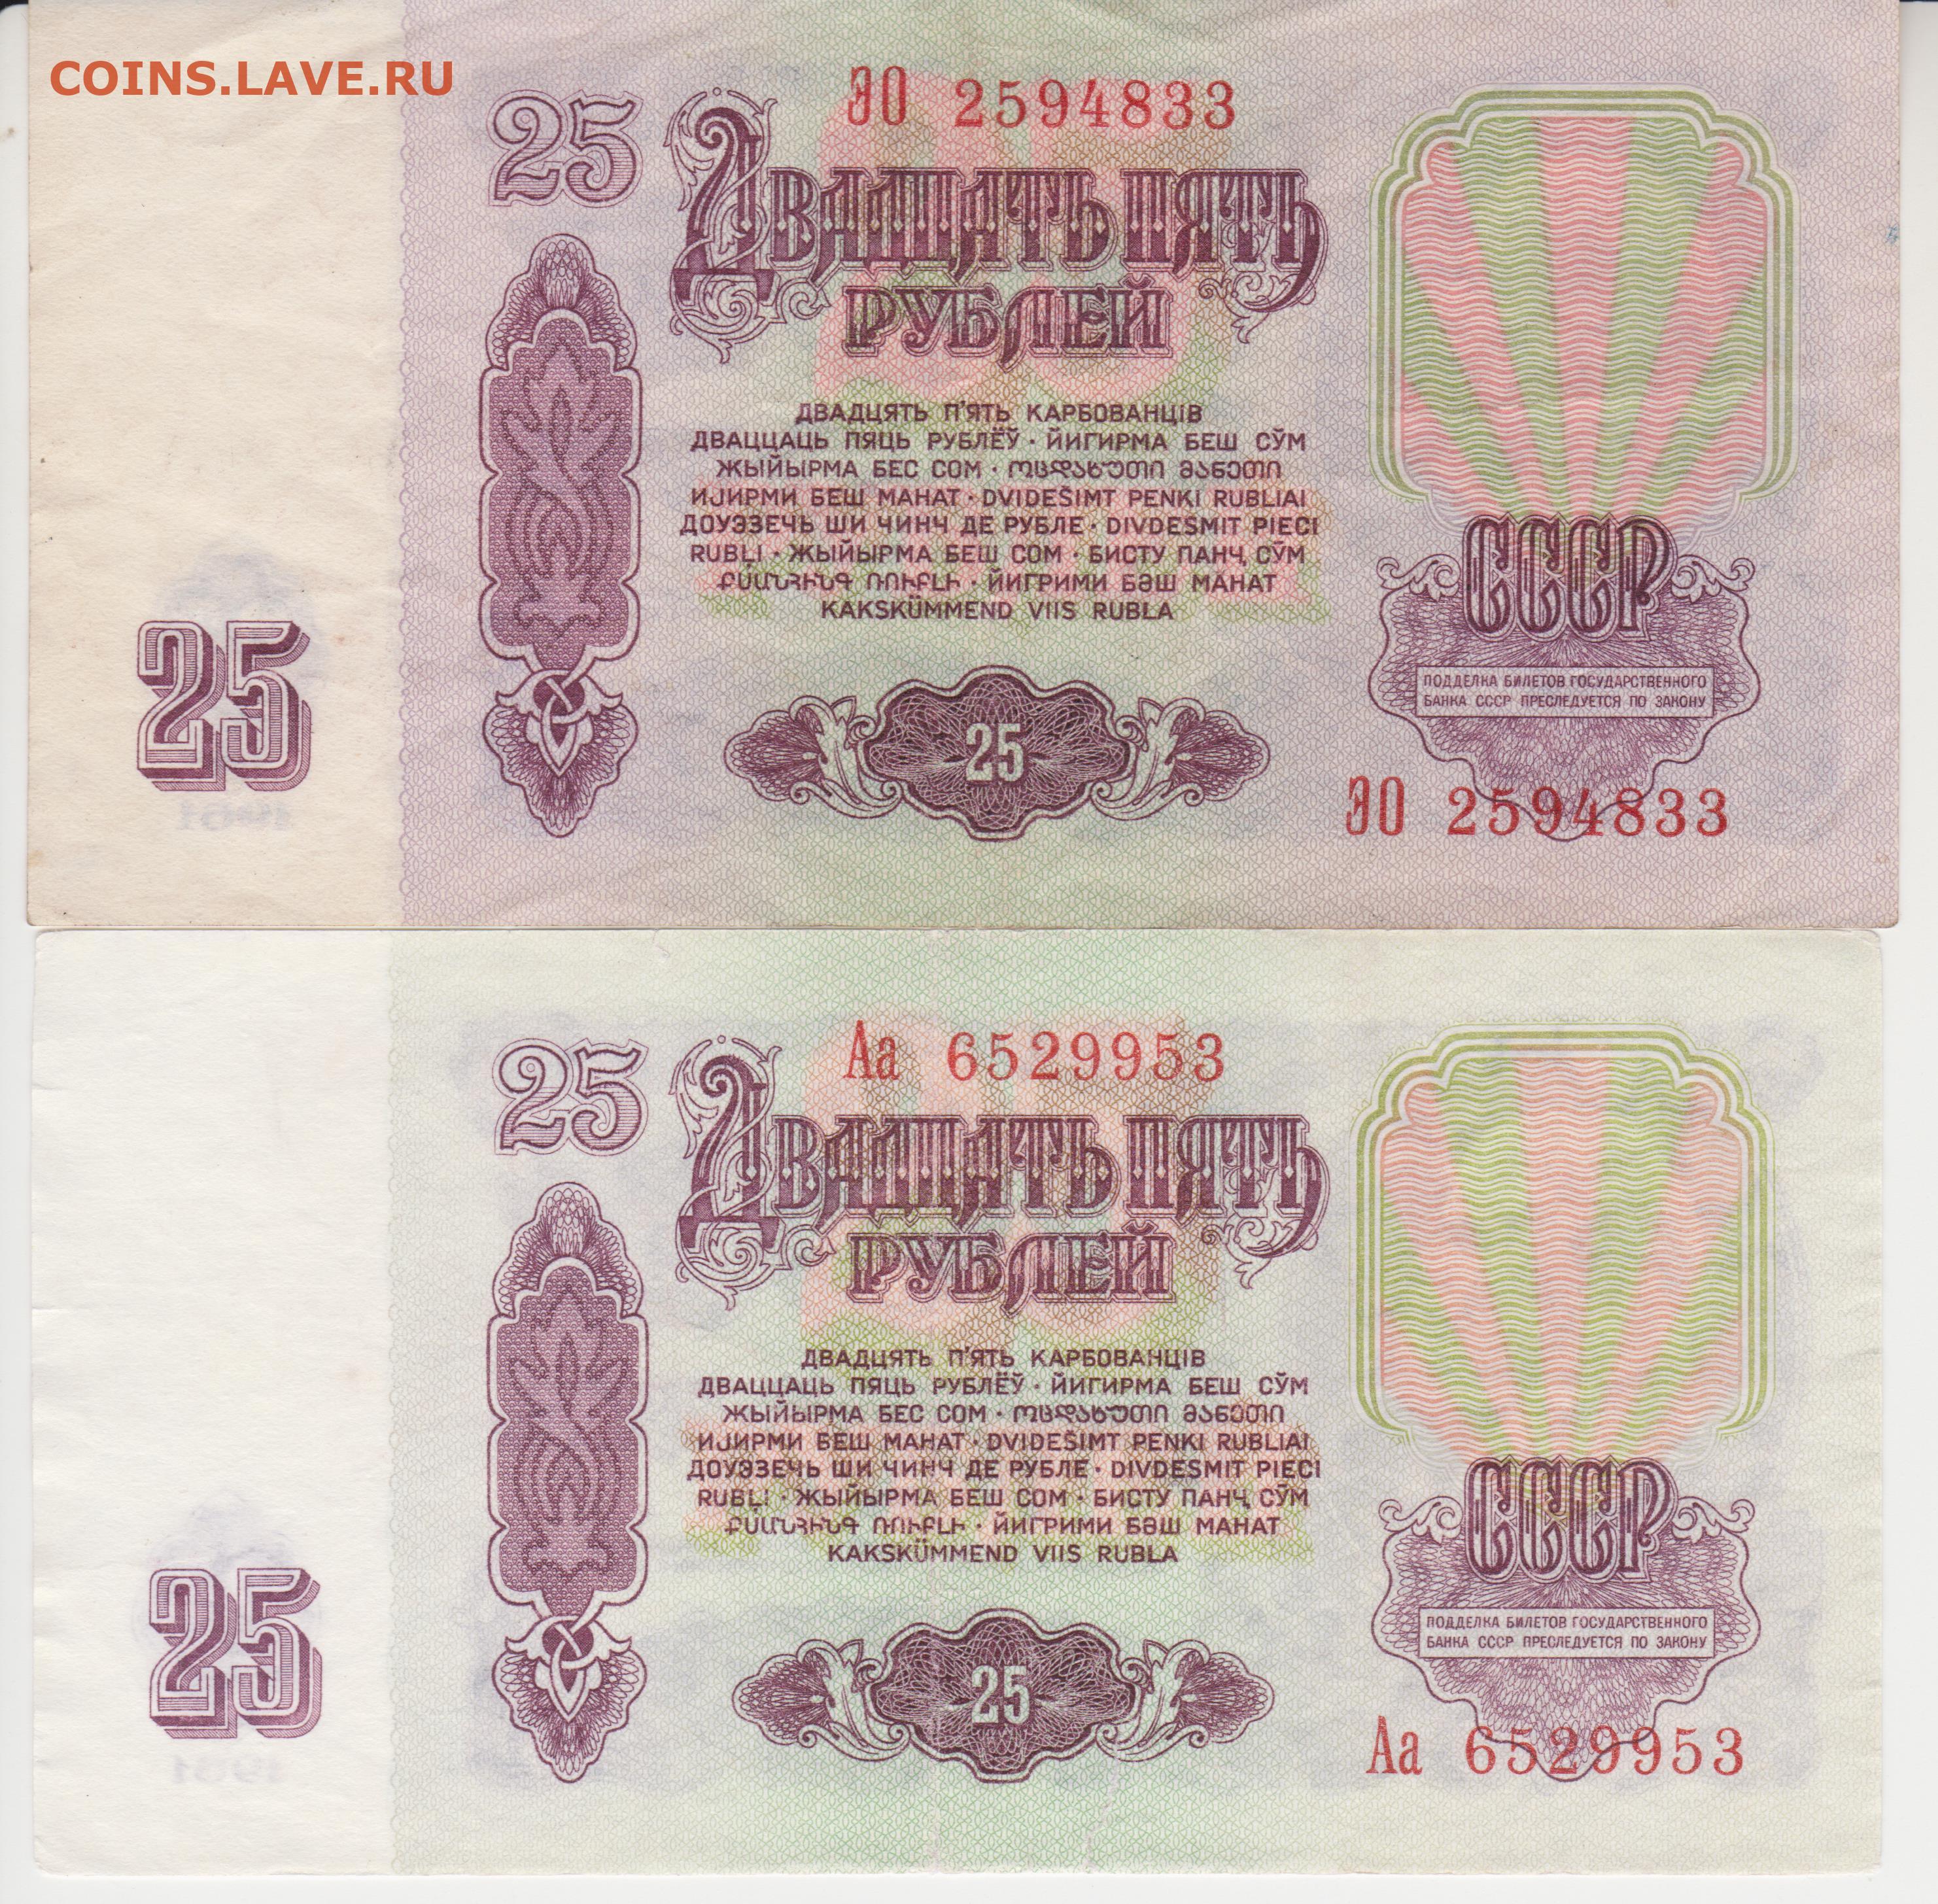 COINS.LAVE.RU
25
ЭО 2594833
ДВАДЦАТЬ ПЯТЬ
РУБЛЕЙ
ДВАДЦЯТЬ П'ЯТЬ КАРБОВАНЦІВ
ДВАЦЦАЦЬ ПЯЦЬ РУБЛЁЎ · ЙИГИРМА БЕШ СЎМ
ЖЫЙЫРМА БЕС СОМ · ოცდახუთი მანეთი
ИЈИРМИ БЕШ МАНАТ · DVIDEŠIMT PENKI RUBLIAI
ДОУЭЗЕЧЬ ШИ ЧИНЧ ДЕ РУБЛЕ · DIVDESMIT PIECI
RUBĻI · ЖЫЙЫРМА БЕШ СОМ · БИСТУ ПАНҶ СЎМ
ՔՍԱՆՀԻՆԳ ՌՈՒԲԼԻ · ЙИГРИМИ БӘШ МАНАТ
KAKSKÜMMEND VIIS RUBLA
СССР
ПОДДЕЛКА БИЛЕТОВ ГОСУДАРСТВЕННОГО
БАНКА СССР ПРЕСЛЕДУЕТСЯ ПО ЗАКОНУ
25
25
ЭО 2594833
25
Аа 6529953
ДВАДЦАТЬ ПЯТЬ
РУБЛЕЙ
ДВАДЦЯТЬ П'ЯТЬ КАРБОВАНЦІВ
ДВАЦЦАЦЬ ПЯЦЬ РУБЛЁЎ · ЙИГИРМА БЕШ СЎМ
ЖЫЙЫРМА БЕС СОМ · ოცდახუთი მანეთი
ИЈИРМИ БЕШ МАНАТ · DVIDEŠIMT PENKI RUBLIAI
ДОУЭЗЕЧЬ ШИ ЧИНЧ ДЕ РУБЛЕ · DIVDESMIT PIECI
RUBĻI · ЖЫЙЫРМА БЕШ СОМ · БИСТУ ПАНҶ СЎМ
ՔՍԱՆՀԻՆԳ ՌՈՒԲԼԻ · ЙИГРИМИ БӘШ МАНАТ
KAKSKÜMMEND VIIS RUBLA
СССР
ПОДДЕЛКА БИЛЕТОВ ГОСУДАРСТВЕННОГО
БАНКА СССР ПРЕСЛЕДУЕТСЯ ПО ЗАКОНУ
25
25
Аа 6529953